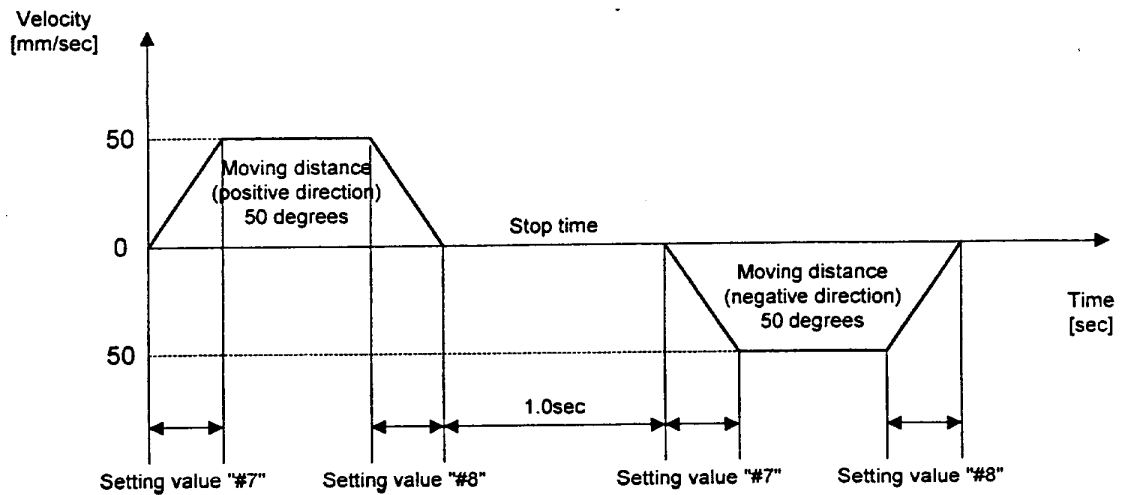 Velocity
[mm/sec]
50
Moving distance
(positive direction)
50 degrees
Stop time
0
Moving distance
(negative direction)
50 degrees
Time
[sec]
50
1.0sec
Setting value "#7"
Setting value "#8"
Setting value "#7"
Setting value "#8"